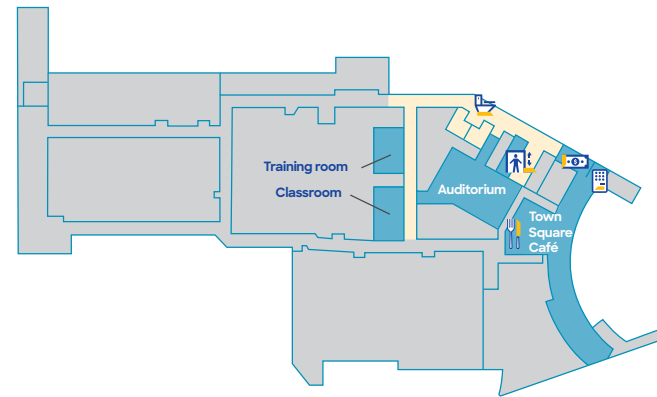 Training room
Classroom
Auditorium
Town
Square
Café
$